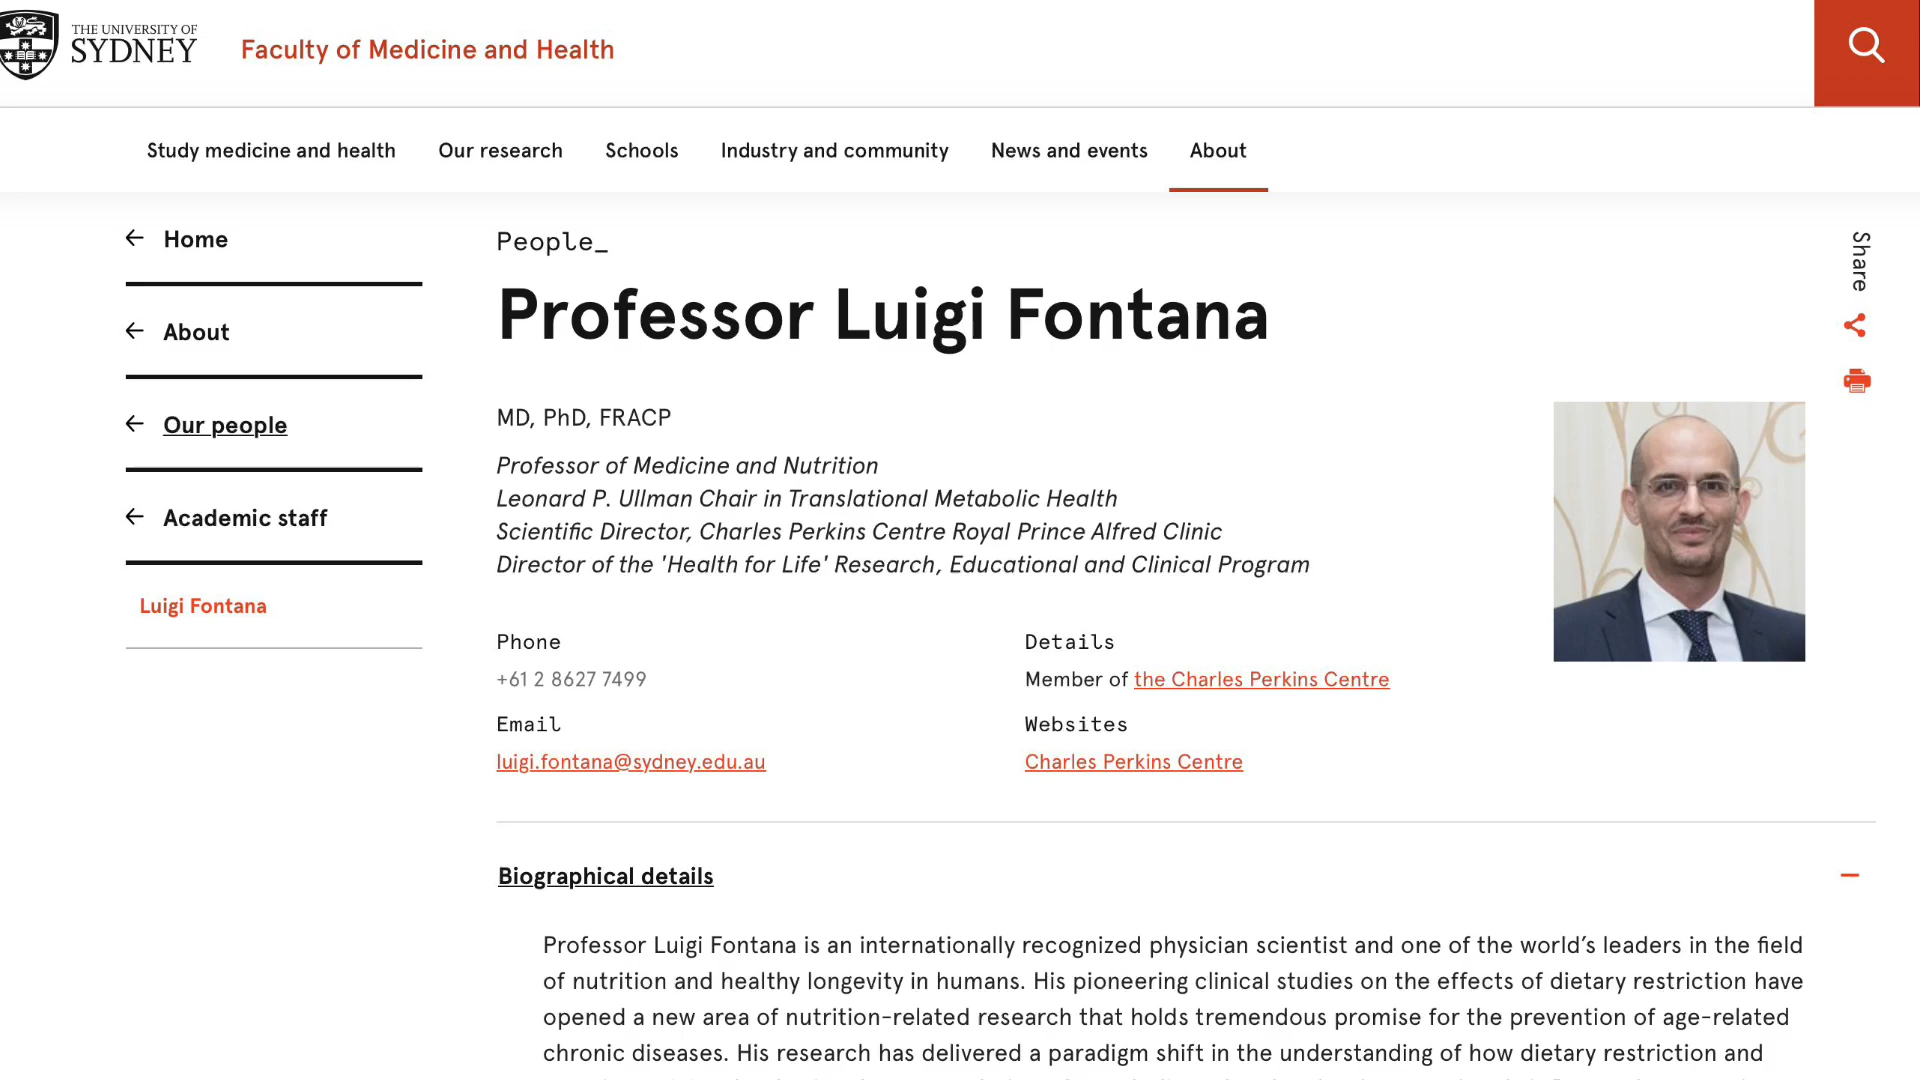 THE UNIVERSITY OF
SYDNEY
Faculty of Medicine and Health
Study medicine and health
Our research
Schools
Industry and community
News and events
About
Home
About
Our people
Academic staff
Luigi Fontana
People_
Professor Luigi Fontana
MD, PhD, FRACP
Professor of Medicine and Nutrition
Leonard P. Ullman Chair in Translational Metabolic Health
Scientific Director, Charles Perkins Centre Royal Prince Alfred Clinic
Director of the 'Health for Life' Research, Educational and Clinical Program
Phone
+61 2 8627 7499
Email
luigi.fontana@sydney.edu.au
Details
Member of the Charles Perkins Centre
Websites
Charles Perkins Centre
Share
Biographical details
Professor Luigi Fontana is an internationally recognized physician scientist and one of the world’s leaders in the field
of nutrition and healthy longevity in humans. His pioneering clinical studies on the effects of dietary restriction have
opened a new area of nutrition-related research that holds tremendous promise for the prevention of age-related
chronic diseases. His research has delivered a paradigm shift in the understanding of how dietary restriction and